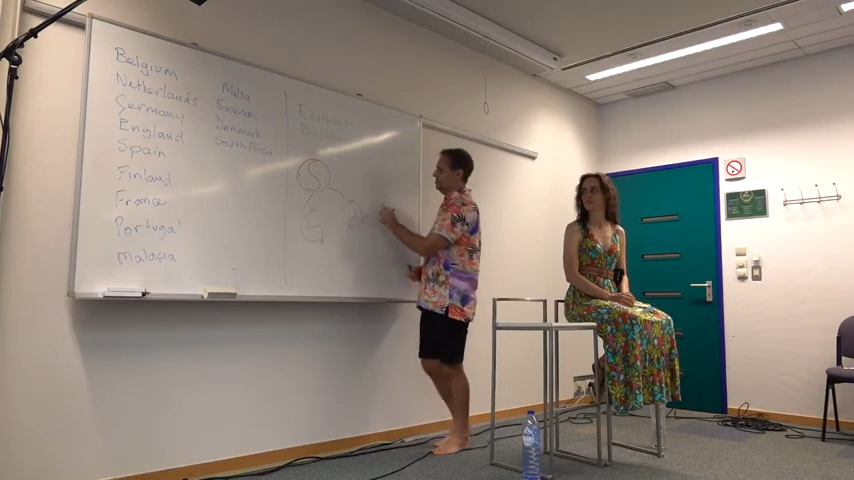 Belgium
Netherlands
Germany
England
Spain
Finland
France
Portugal
Malasia
Malta
Sweden
Denmark
South Africa
S
G